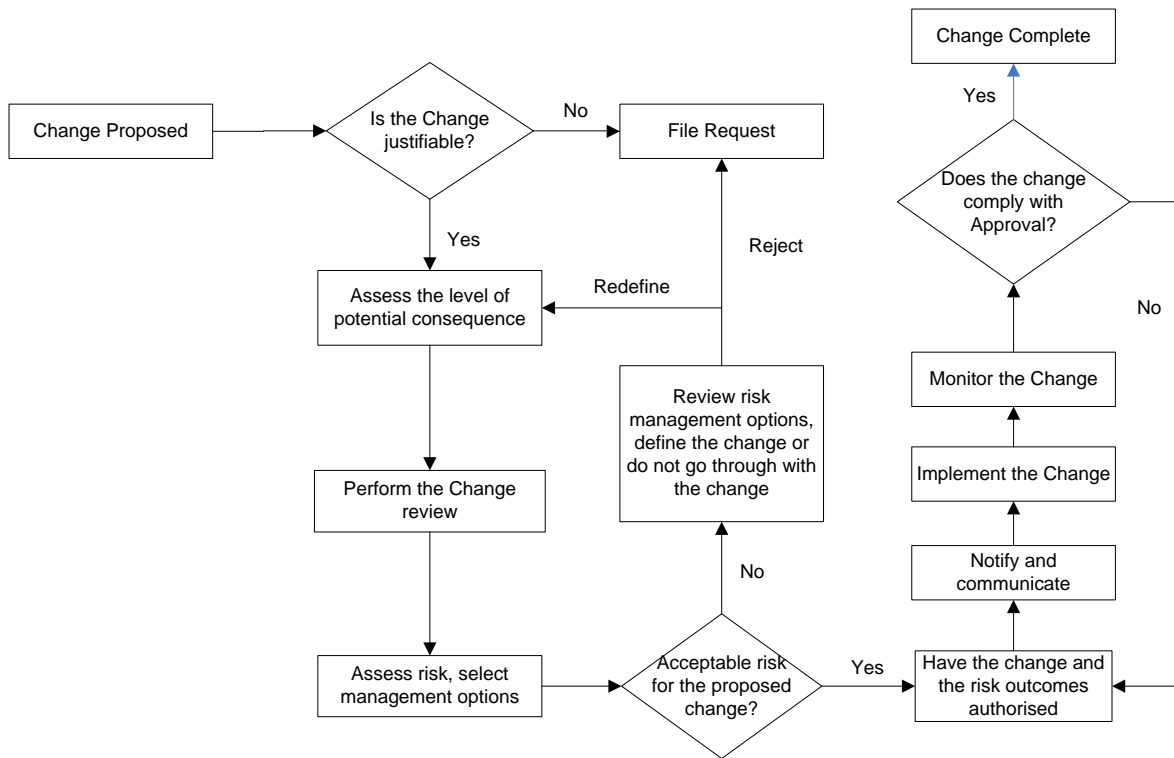 Change Complete
Yes
Change Proposed
Is the Change
justifiable?
No
File Request
Does the change
comply with
Approval?
Yes
Reject
Assess the level of
potential consequence
Redefine
No
Monitor the Change
Review risk
management options,
define the change or
do not go through with
the change
Perform the Change
review
Implement the Change
Notify and
communicate
No
Assess risk, select
management options
Acceptable risk
for the proposed
change?
Yes
Have the change and
the risk outcomes
authorised